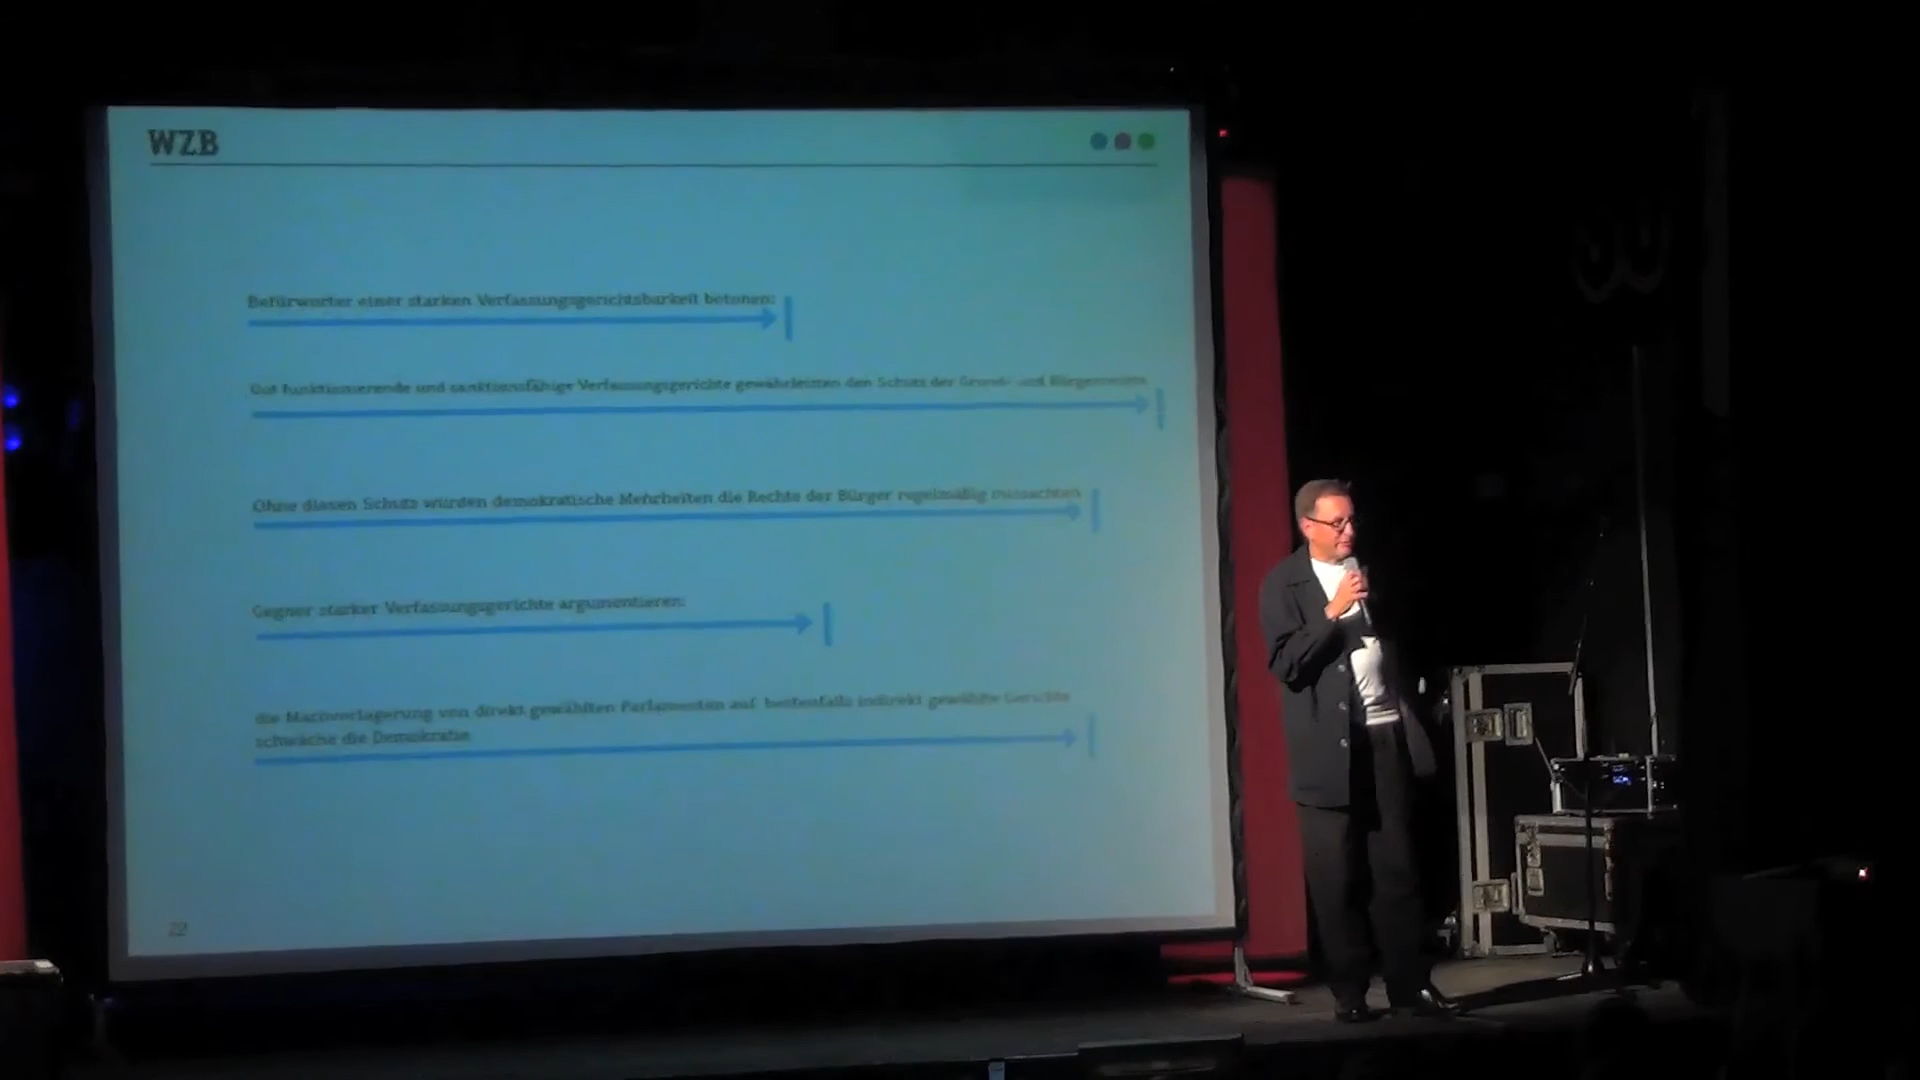 WZB
Befürworter einer starken Verfassungsgerichtsbarkeit betonen:
Gut funktionierende und sanktionsfähige Verfassungsgerichte gewährleisten den Schutz der Grund- und Bürgerrechte
Ohne diesen Schutz würden demokratische Mehrheiten die Rechte der Bürger regelmäßig missachten
Gegner starker Verfassungsgerichte argumentieren:
die Machtverlagerung von direkt gewählten Parlamenten auf bestenfalls indirekt gewählte Gerichte
schwäche die Demokratie
22